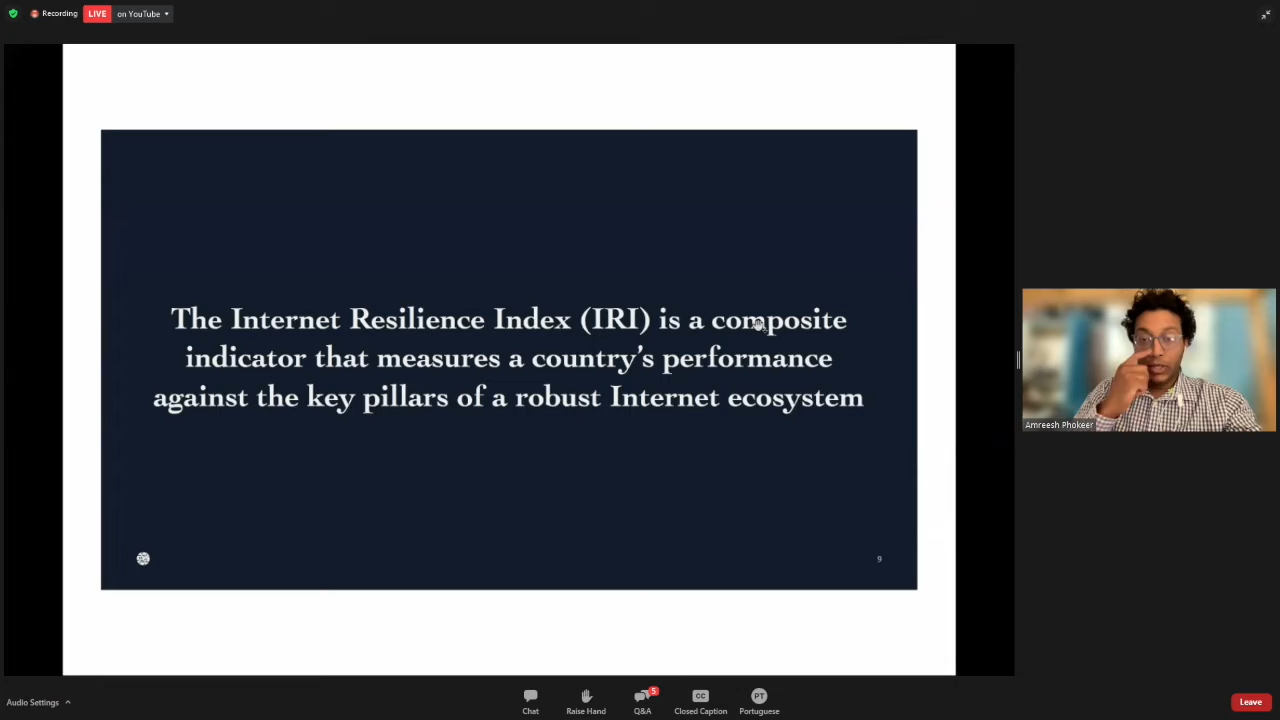 Recording
LIVE
on YouTube
The Internet Resilience Index (IRI) is a composite
indicator that measures a country’s performance
against the key pillars of a robust Internet ecosystem
9
Amreesh Phokeer
Audio Settings
Chat
Raise Hand
5
Q&A
CC
Closed Caption
PT
Portuguese
Leave